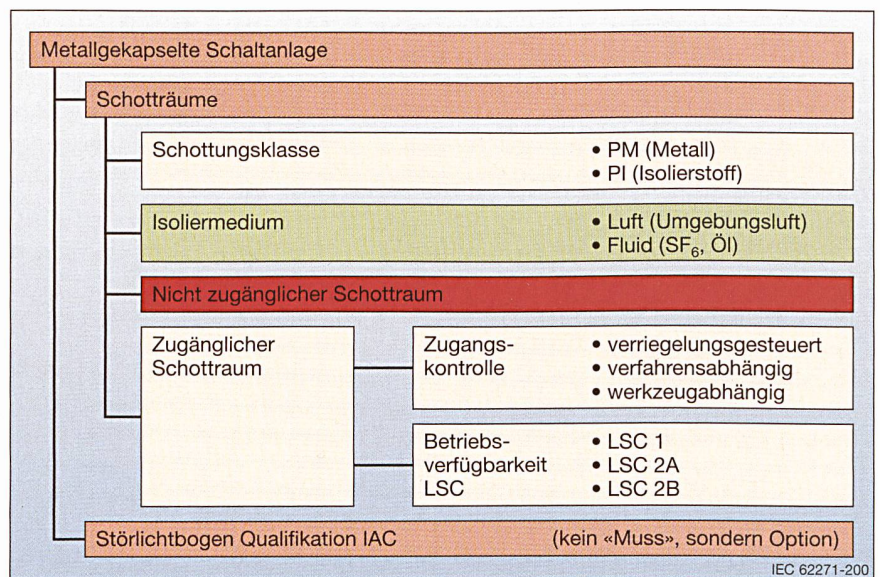 Metallgekapselte Schaltanlage
Schotträume
Schottungsklasse
• PM (Metall)
• PI (Isolierstoff)
Isoliermedium
• Luft (Umgebungsluft)
• Fluid (SF₆, Öl)
Nicht zugänglicher Schottraum
Zugänglicher
Schottraum
Zugangs-
kontrolle
• verriegelungsgesteuert
• verfahrensabhängig
• werkzeugabhängig
Betriebs-
verfügbarkeit
LSC
• LSC 1
• LSC 2A
• LSC 2B
Störlichtbogen Qualifikation IAC (kein «Muss», sondern Option)
IEC 62271-200